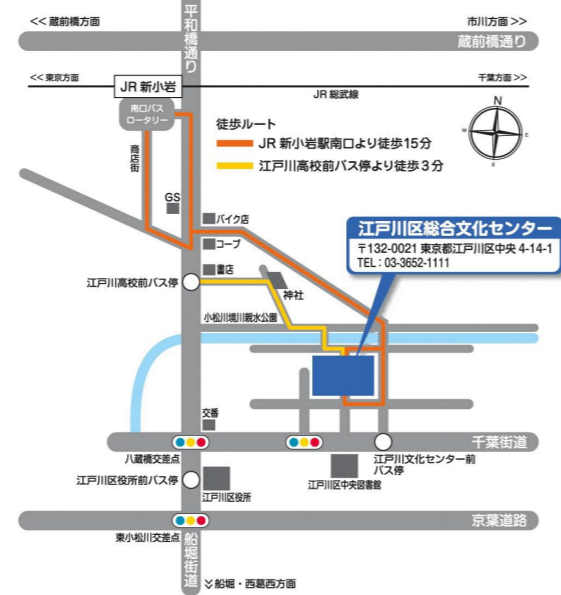 << 蔵前橋方面
平和橋通り
市川方面 >>
蔵前橋通り
<< 東京方面
JR 新小岩
千葉方面 >>
JR 総武線
南口バス
ロータリー
商店街
徒歩ルート
JR 新小岩駅南口より徒歩15分
江戸川高校前バス停より徒歩3分
N
W
E
S
GS
バイク店
コープ
書店
江戸川区総合文化センター
〒132-0021 東京都江戸川区中央 4-14-1
TEL : 03-3652-1111
江戸川高校前バス停
神社
小松川境川親水公園
交番
千葉街道
八蔵橋交差点
江戸川文化センター前
バス停
江戸川区役所前バス停
江戸川区役所
江戸川区中央図書館
京葉道路
東小松川交差点
船堀街道
船堀・西葛西方面